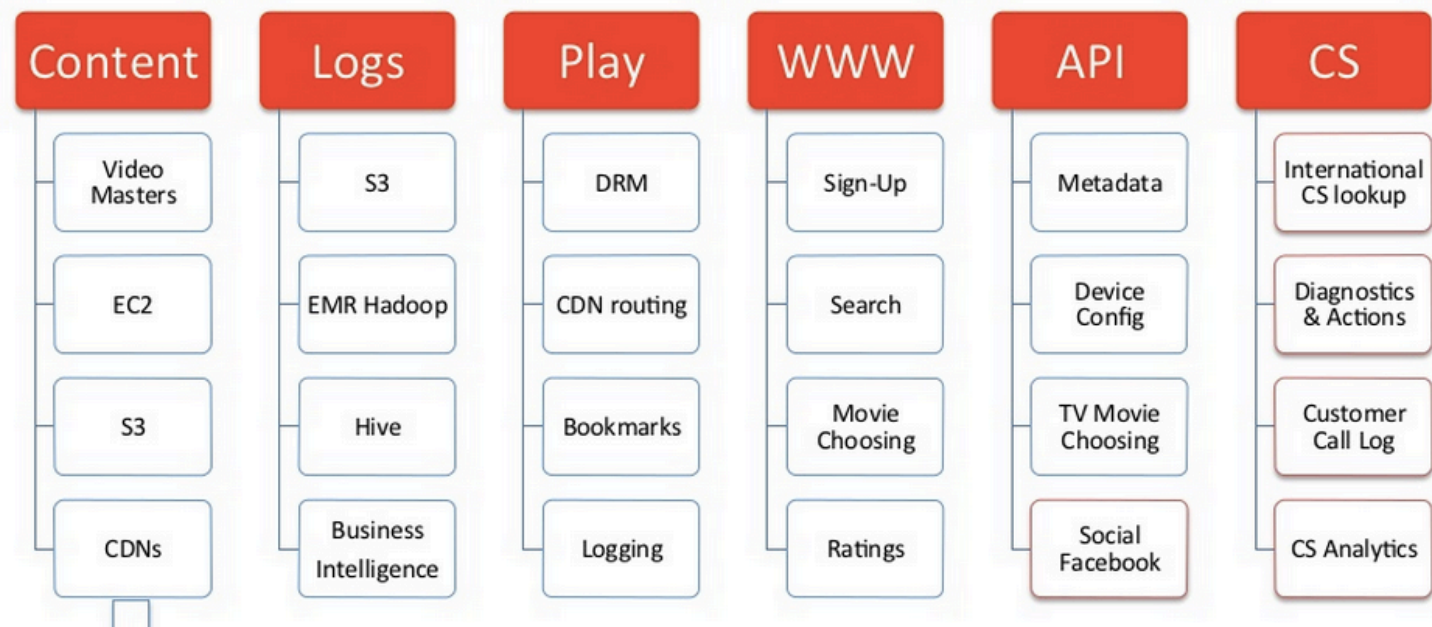 Content
Video
Masters
EC2
S3
CDNs
Logs
S3
EMR Hadoop
Hive
Business
Intelligence
Play
DRM
CDN routing
Bookmarks
Logging
WWW
Sign-Up
Search
Movie
Choosing
Ratings
API
Metadata
Device
Config
TV Movie
Choosing
Social
Facebook
CS
International
CS lookup
Diagnostics
& Actions
Customer
Call Log
CS Analytics